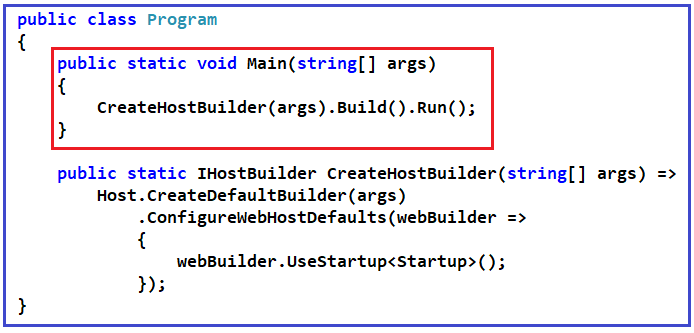 public class Program
{
    public static void Main(string[] args)
    {
        CreateHostBuilder(args).Build().Run();
    }
    public static IHostBuilder CreateHostBuilder(string[] args) =>
        Host.CreateDefaultBuilder(args)
            .ConfigureWebHostDefaults(webBuilder =>
            {
                webBuilder.UseStartup<Startup>();
            });
}